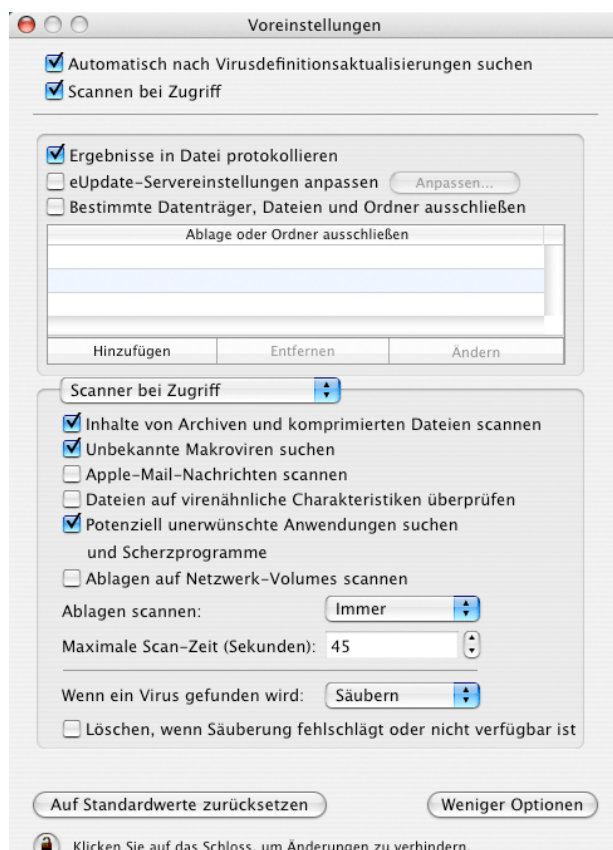 Voreinstellungen
Automatisch nach Virusdefinitionsaktualisierungen suchen
Scannen bei Zugriff
Ergebnisse in Datei protokollieren
eUpdate-Servereinstellungen anpassen Anpassen...
Bestimmte Datenträger, Dateien und Ordner ausschließen
Ablage oder Ordner ausschließen
Hinzufügen Entfernen Ändern
Scanner bei Zugriff
Inhalte von Archiven und komprimierten Dateien scannen
Unbekannte Makroviren suchen
Apple-Mail-Nachrichten scannen
Dateien auf virenähnliche Charakteristiken überprüfen
Potenziell unerwünschte Anwendungen suchen
und Scherzprogramme
Ablagen auf Netzwerk-Volumes scannen
Ablagen scannen: Immer
Maximale Scan-Zeit (Sekunden): 45
Wenn ein Virus gefunden wird: Säubern
Löschen, wenn Säuberung fehlschlägt oder nicht verfügbar ist
Auf Standardwerte zurücksetzen Weniger Optionen
Klicken Sie auf das Schloss, um Änderungen zu verhindern.